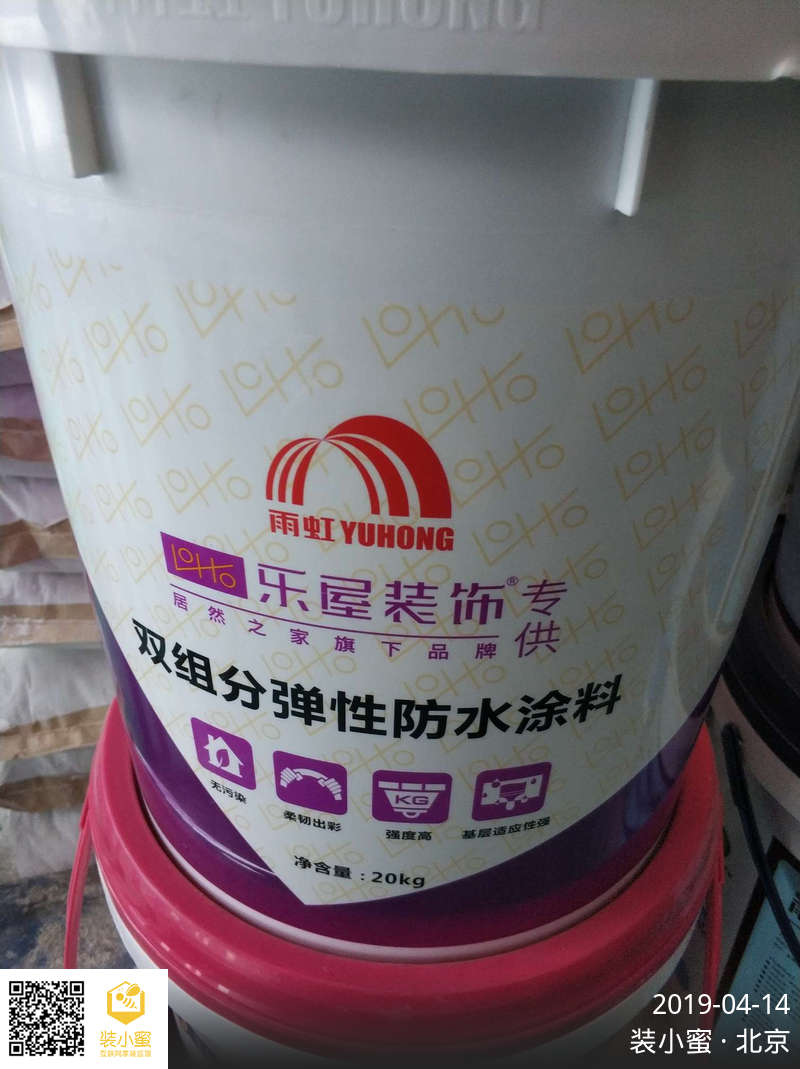 YUHONG
雨虹 YUHONG
LOHO 乐屋装饰® 专供
居然之家旗下品牌
双组分弹性防水涂料
无污染
柔韧出彩
KG
强度高
基层适应性强
净含量：20kg
2019-04-14
装小蜜·北京
装小蜜